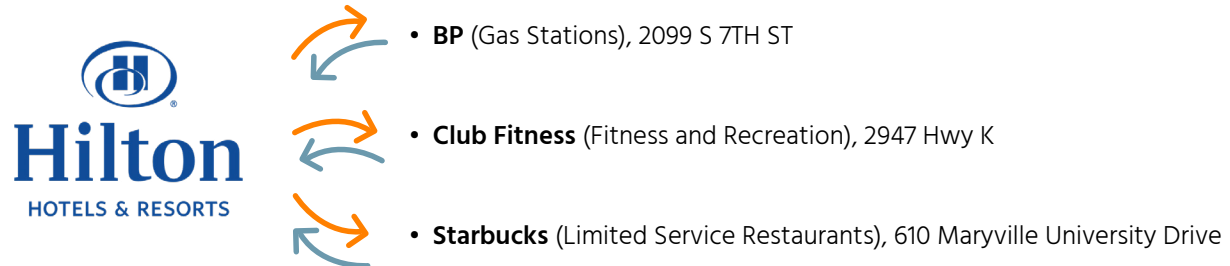 • BP (Gas Stations), 2099 S 7TH ST
H
®
Hilton
HOTELS & RESORTS
• Club Fitness (Fitness and Recreation), 2947 Hwy K
• Starbucks (Limited Service Restaurants), 610 Maryville University Drive